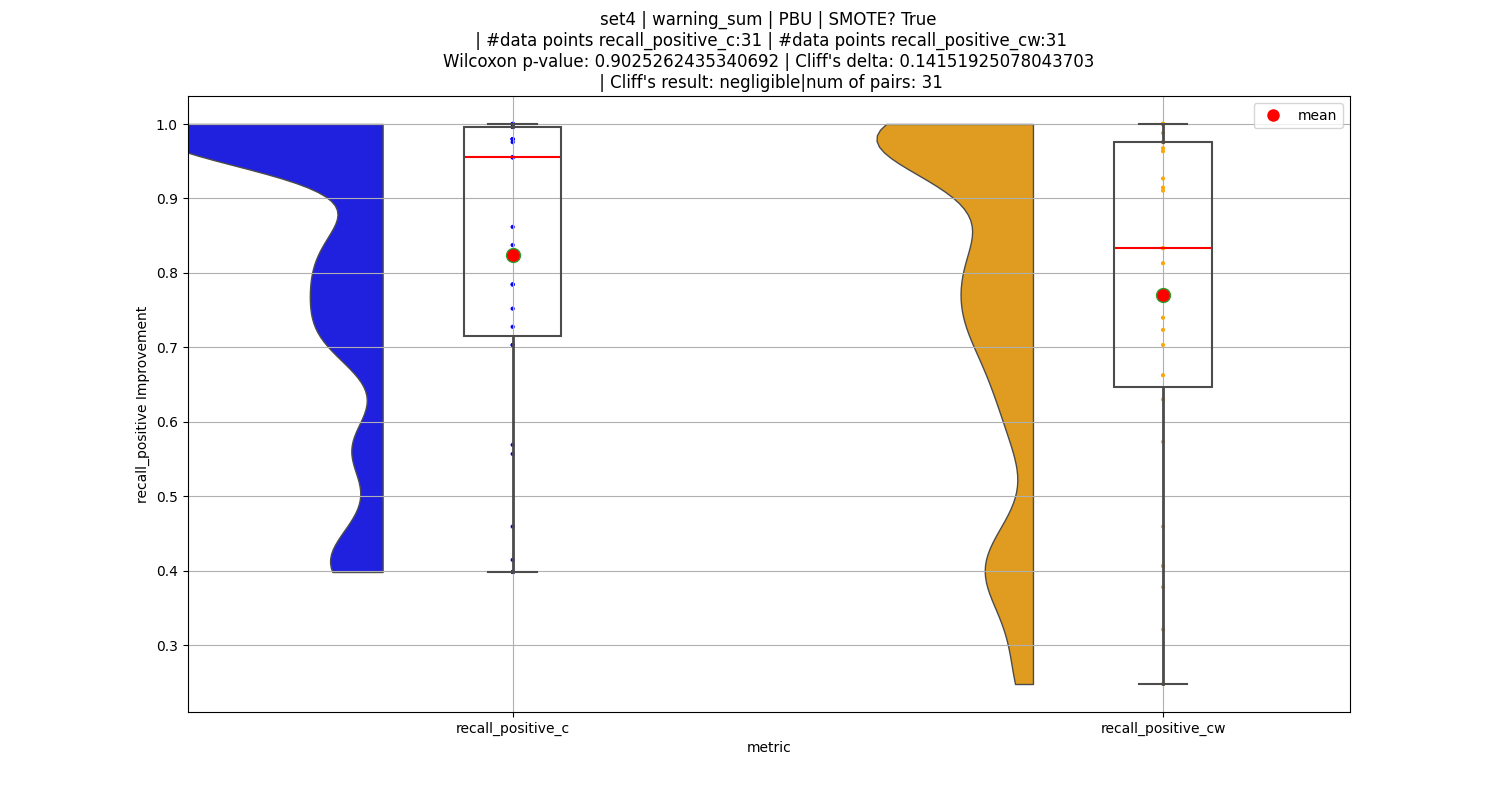 set4 | warning_sum | PBU | SMOTE? True
| #data points recall_positive_c:31 | #data points recall_positive_cw:31
Wilcoxon p-value: 0.9025262435340692 | Cliff's delta: 0.14151925078043703
| Cliff's result: negligible|num of pairs: 31
mean
1.0
0.9
0.8
0.7
0.6
0.5
0.4
0.3
recall_positive Improvement
recall_positive_c
recall_positive_cw
metric